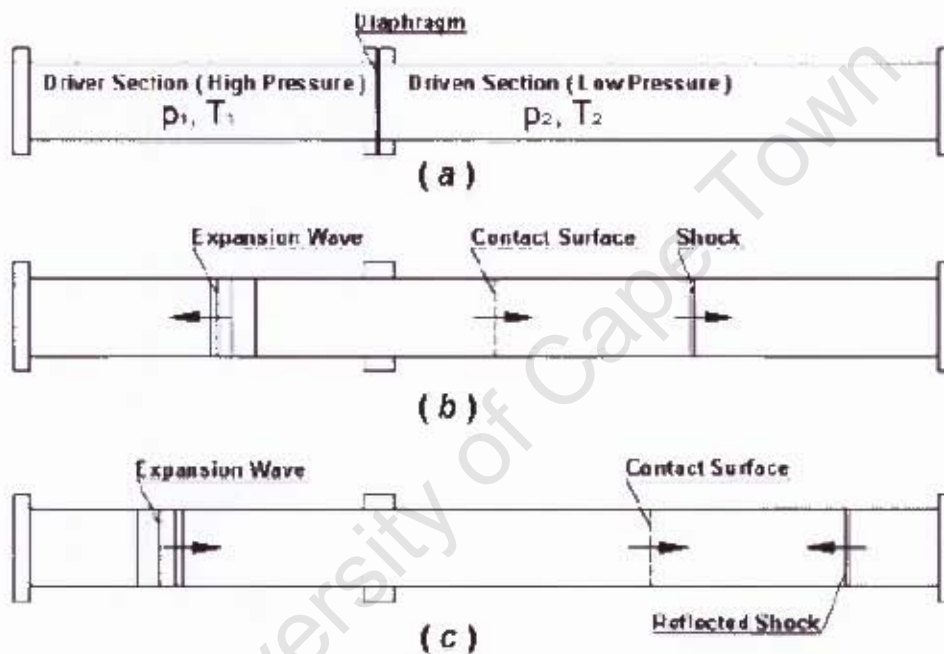 Diaphragm
Driver Section (High Pressure) Driven Section (Low Pressure)
p₁, T₁ p₂, T₂
(a)
Expansion Wave Contact Surface Shock
(b)
Expansion Wave Contact Surface
Reflected Shock
(c)
University of Cape Town